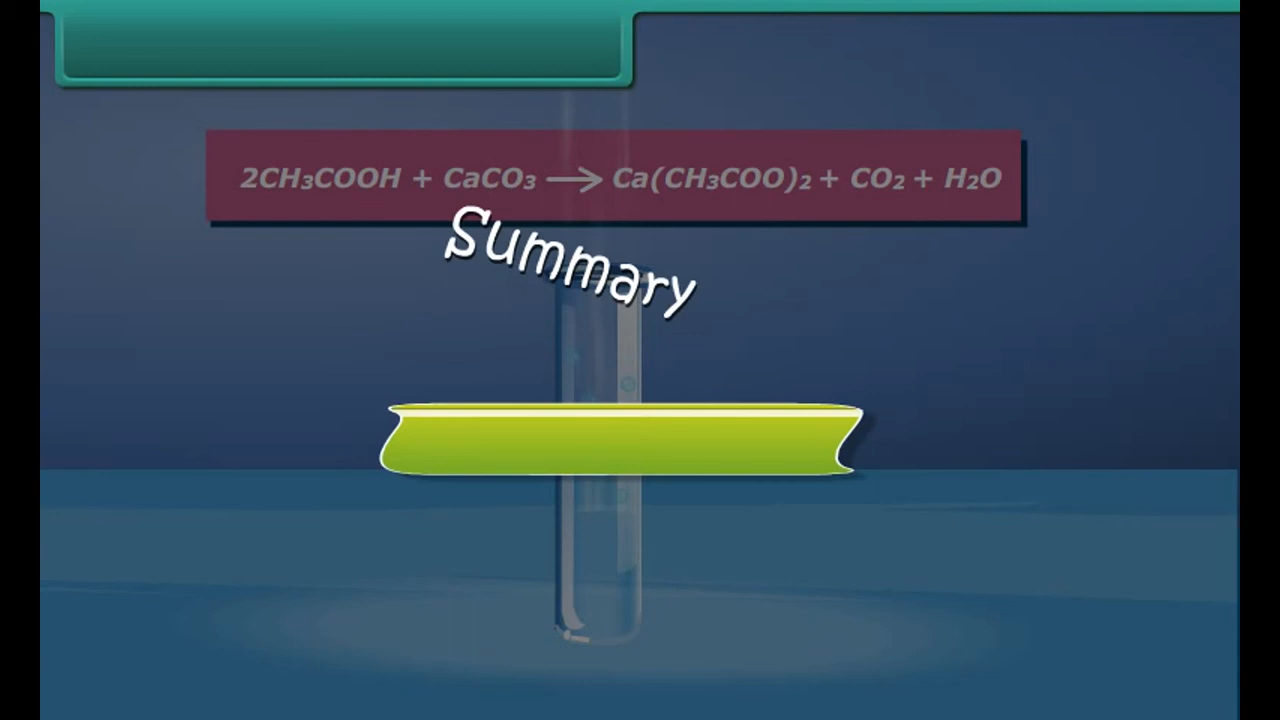 2CH₃COOH + CaCO₃ ⟶ Ca(CH₃COO)₂ + CO₂ + H₂O
Summary